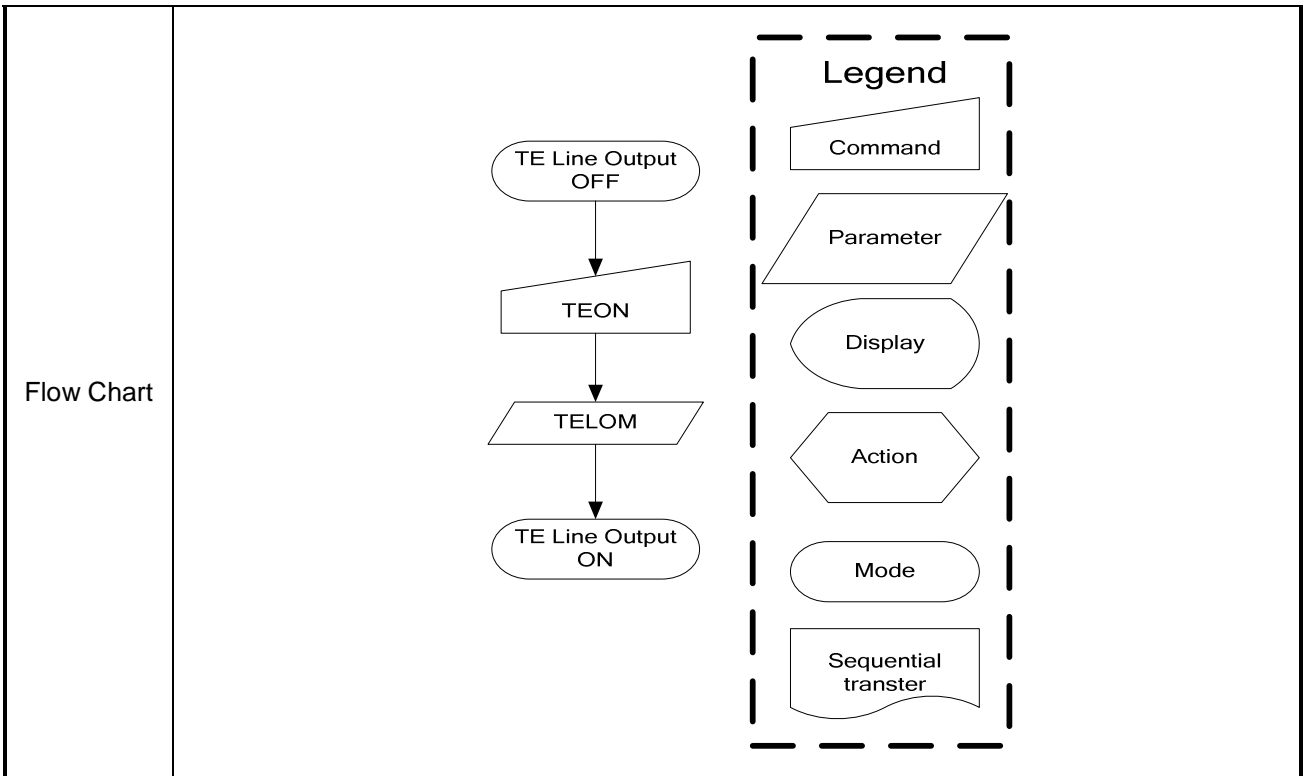 Flow Chart
TE Line Output
OFF
TEON
TELOM
TE Line Output
ON
Legend
Command
Parameter
Display
Action
Mode
Sequential
transter